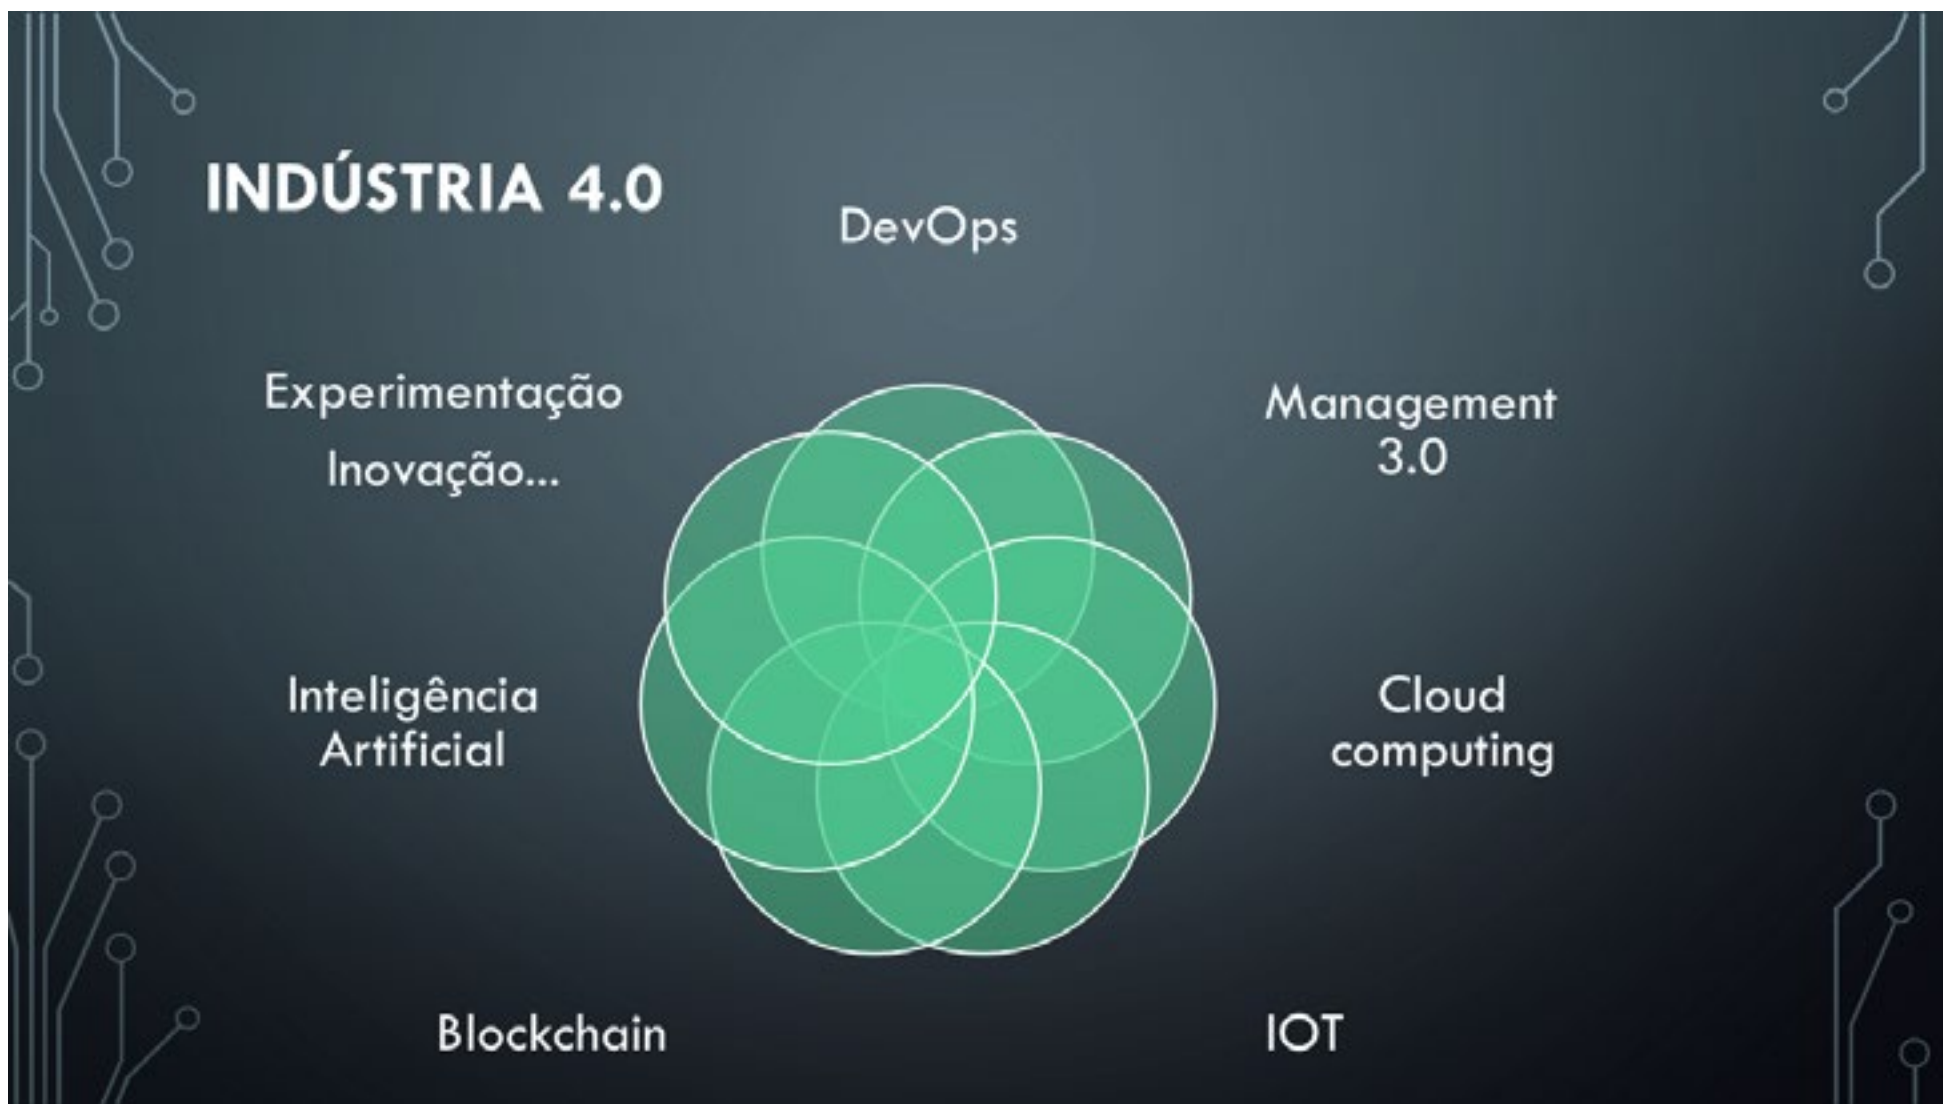 INDÚSTRIA 4.0
DevOps
Experimentação
Inovação...
Management
3.0
Inteligência
Artificial
Cloud
computing
Blockchain
IOT